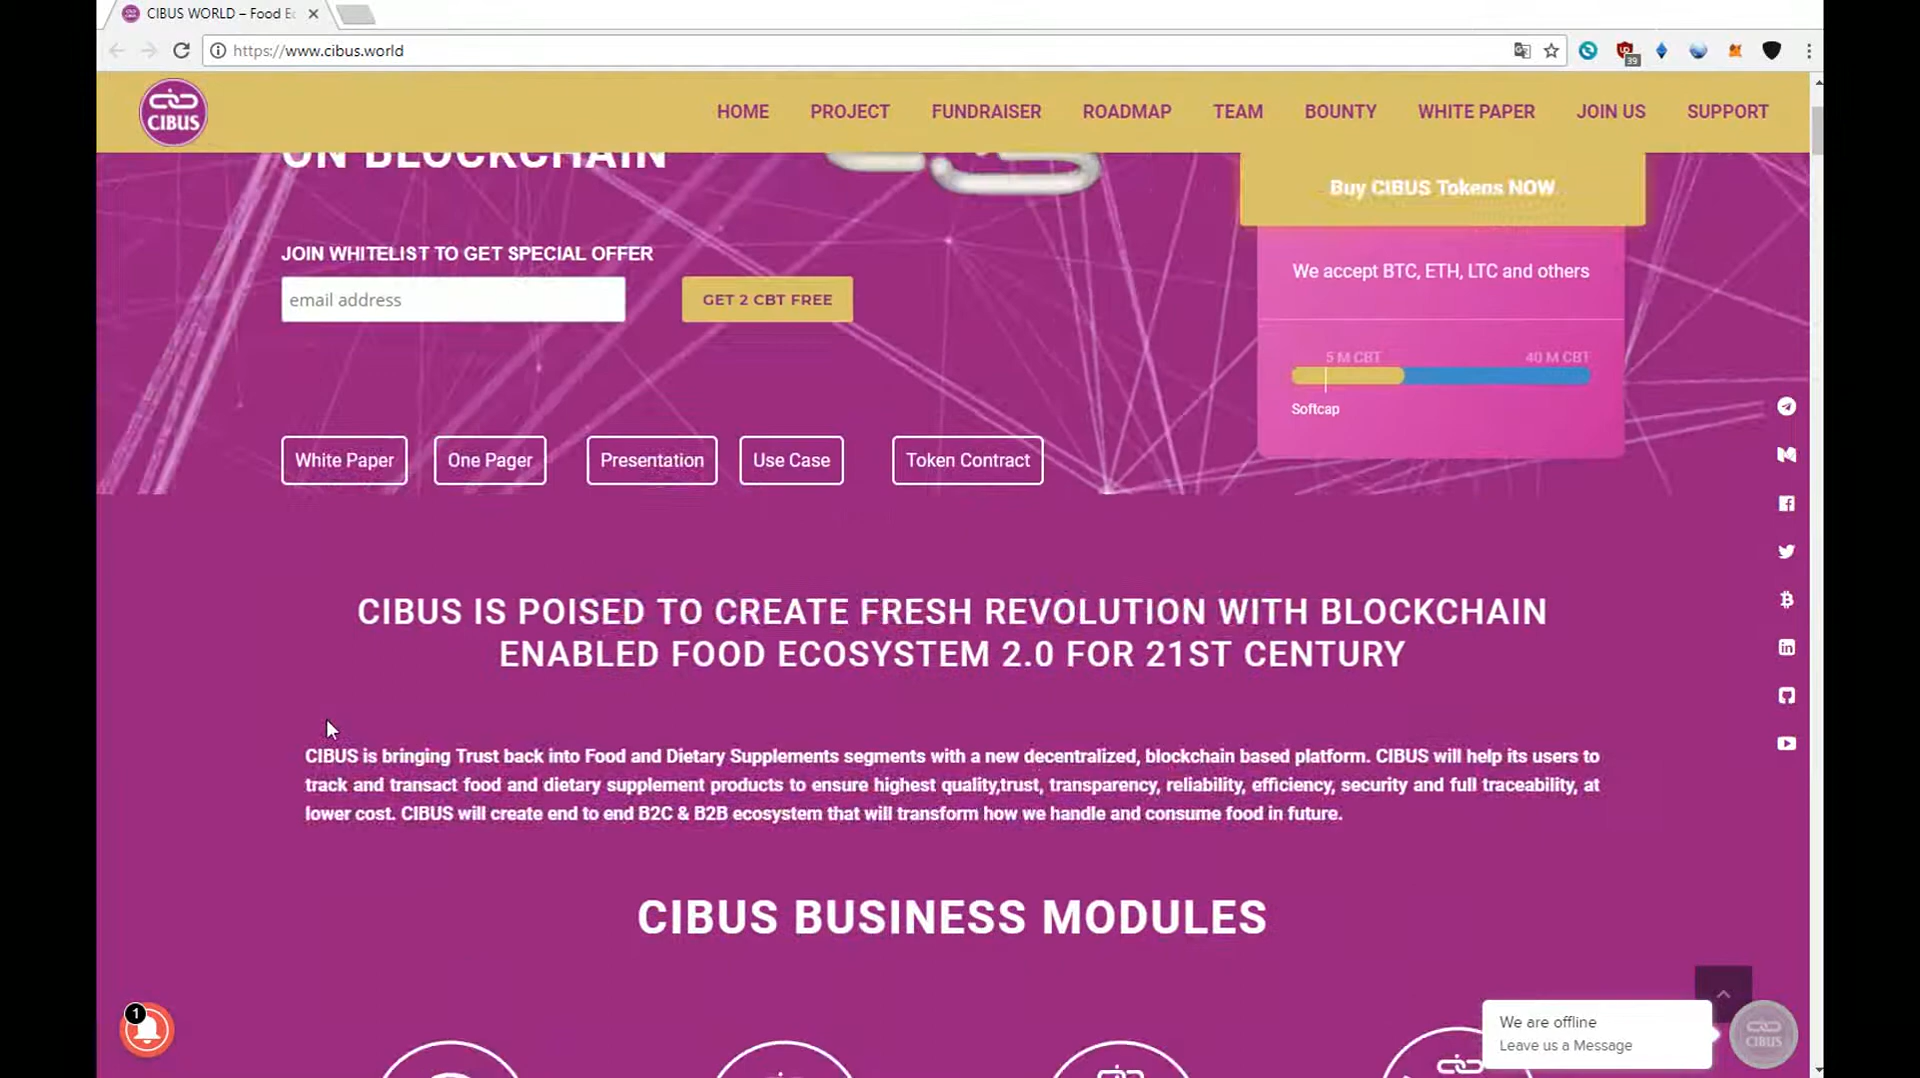 CIBUS WORLD – Food Ec
https://www.cibus.world
39
CIBUS
HOME
PROJECT
FUNDRAISER
ROADMAP
TEAM
BOUNTY
WHITE PAPER
JOIN US
SUPPORT
ON BLOCKCHAIN
Buy CIBUS Tokens NOW
JOIN WHITELIST TO GET SPECIAL OFFER
email address
GET 2 CBT FREE
We accept BTC, ETH, LTC and others
5 M CBT
40 M CBT
Softcap
White Paper
One Pager
Presentation
Use Case
Token Contract
CIBUS IS POISED TO CREATE FRESH REVOLUTION WITH BLOCKCHAIN
ENABLED FOOD ECOSYSTEM 2.0 FOR 21ST CENTURY
CIBUS is bringing Trust back into Food and Dietary Supplements segments with a new decentralized, blockchain based platform. CIBUS will help its users to
track and transact food and dietary supplement products to ensure highest quality,trust, transparency, reliability, efficiency, security and full traceability, at
lower cost. CIBUS will create end to end B2C & B2B ecosystem that will transform how we handle and consume food in future.
CIBUS BUSINESS MODULES
1
We are offline
Leave us a Message
CIBUS